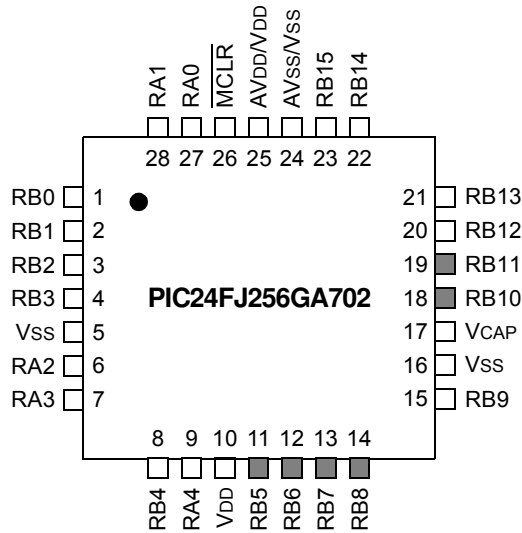 RA1 RA0 MCLR AVDD/VDD AVSS/VSS RB15 RB14
28 27 26 25 24 23 22
RB0 1
RB1 2
RB2 3
RB3 4
VSS 5
RA2 6
RA3 7
PIC24FJ256GA702
21 RB13
20 RB12
19 RB11
18 RB10
17 VCAP
16 VSS
15 RB9
8 9 10 11 12 13 14
RB4 RA4 VDD RB5 RB6 RB7 RB8